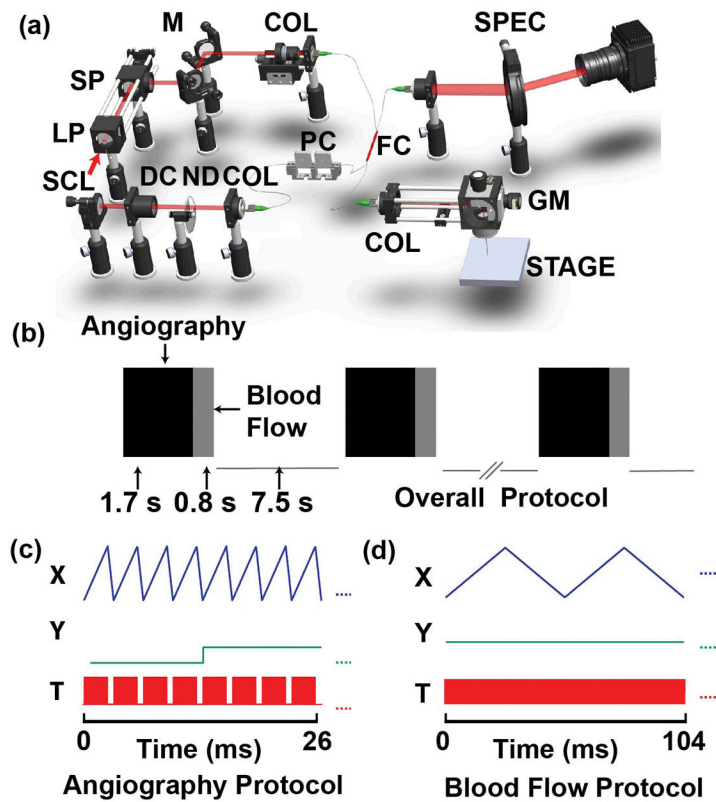 (a)
M
COL
SPEC
SP
LP
PC
FC
SCL
DC ND COL
GM
COL
STAGE
(b)
Angiography
Blood
Flow
1.7 s 0.8 s 7.5 s
Overall Protocol
(c)
X
Y
T
0
26
Time (ms)
Angiography Protocol
(d)
X
Y
T
0
104
Time (ms)
Blood Flow Protocol